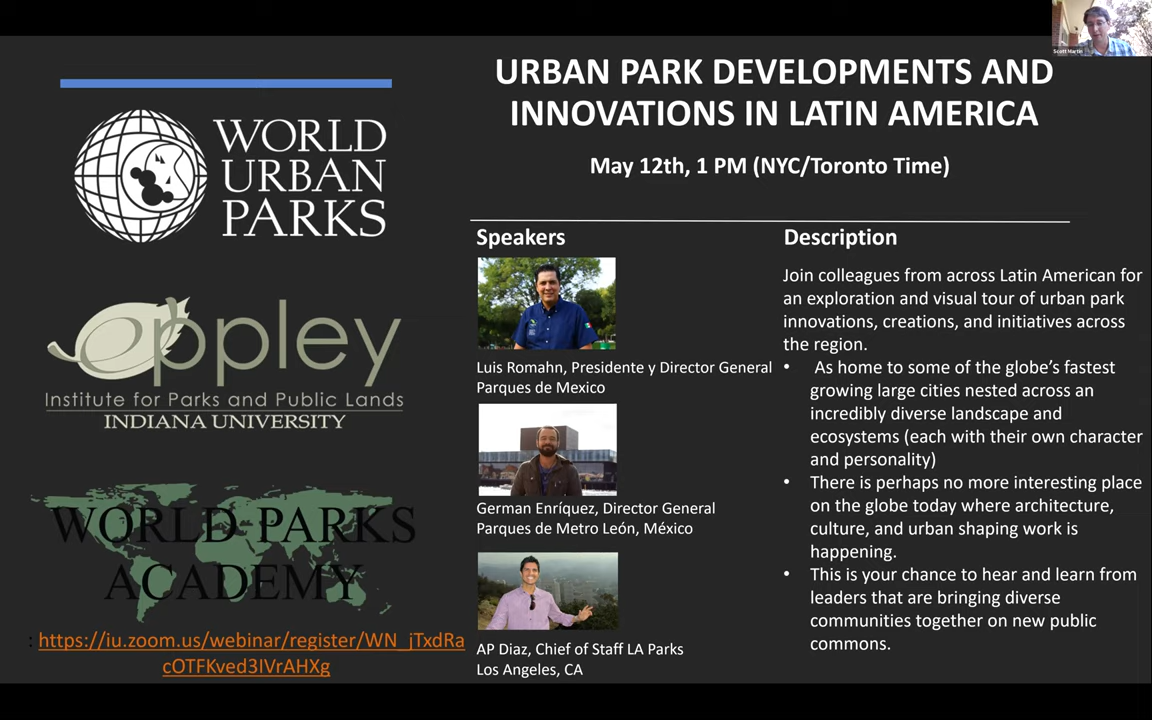 Scott Martin
URBAN PARK DEVELOPMENTS AND
INNOVATIONS IN LATIN AMERICA
May 12th, 1 PM (NYC/Toronto Time)
WORLD
URBAN
PARKS
eppley
Institute for Parks and Public Lands
INDIANA UNIVERSITY
WORLD PARKS
ACADEMY
: https://iu.zoom.us/webinar/register/WN_jTxdRa
cOTFKved3IVrAHXg
Speakers
Luis Romahn, Presidente y Director General
Parques de Mexico
German Enríquez, Director General
Parques de Metro León, México
AP Diaz, Chief of Staff LA Parks
Los Angeles, CA
Description
Join colleagues from across Latin American for
an exploration and visual tour of urban park
innovations, creations, and initiatives across
the region.
• As home to some of the globe’s fastest
growing large cities nested across an
incredibly diverse landscape and
ecosystems (each with their own character
and personality)
• There is perhaps no more interesting place
on the globe today where architecture,
culture, and urban shaping work is
happening.
• This is your chance to hear and learn from
leaders that are bringing diverse
communities together on new public
commons.